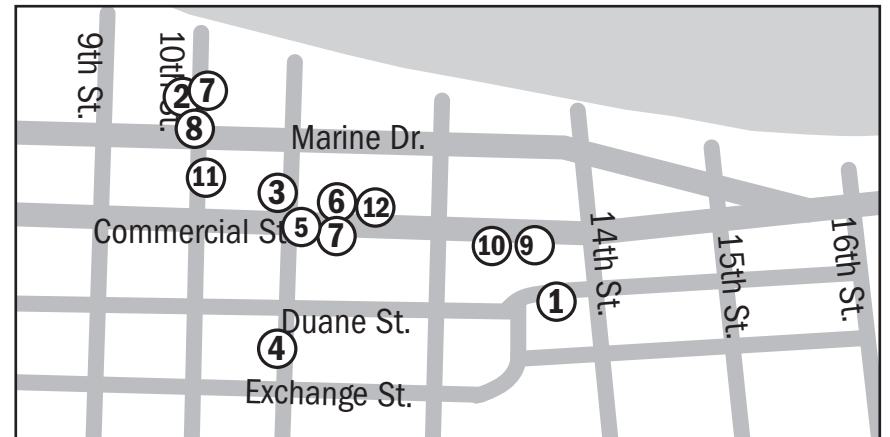 9th St.
10th St.
2
7
8
Marine Dr.
11
3
6
12
Commercial St.
5
7
10
9
14th St.
15th St.
16th St.
1
Duane St.
4
Exchange St.